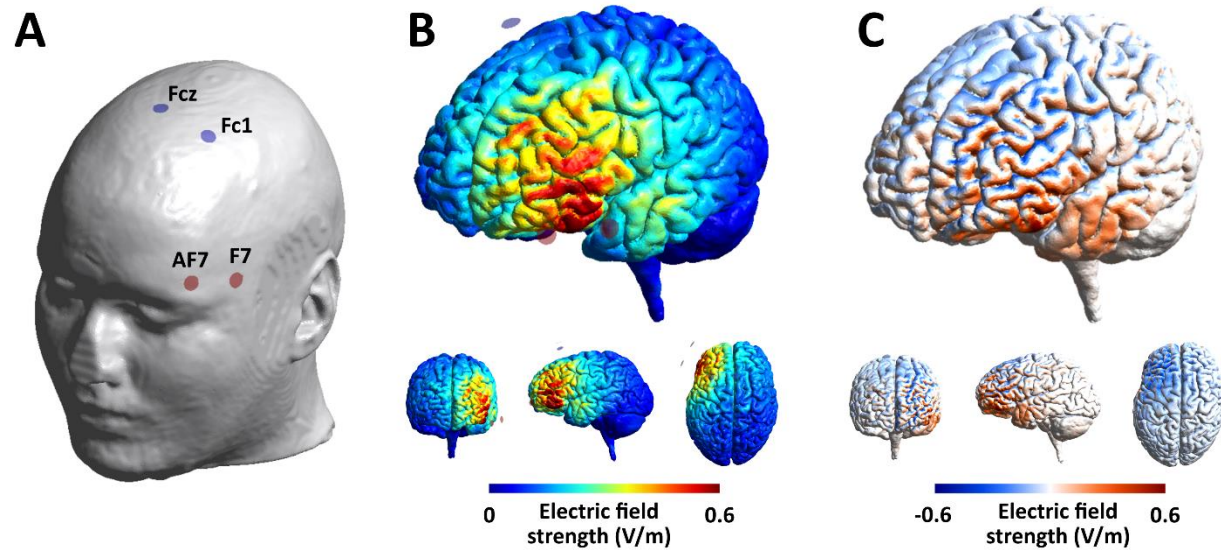 A
B
C
Fcz
Fc1
AF7
F7
0
Electric field
strength (V/m)
0.6
-0.6
Electric field
strength (V/m)
0.6